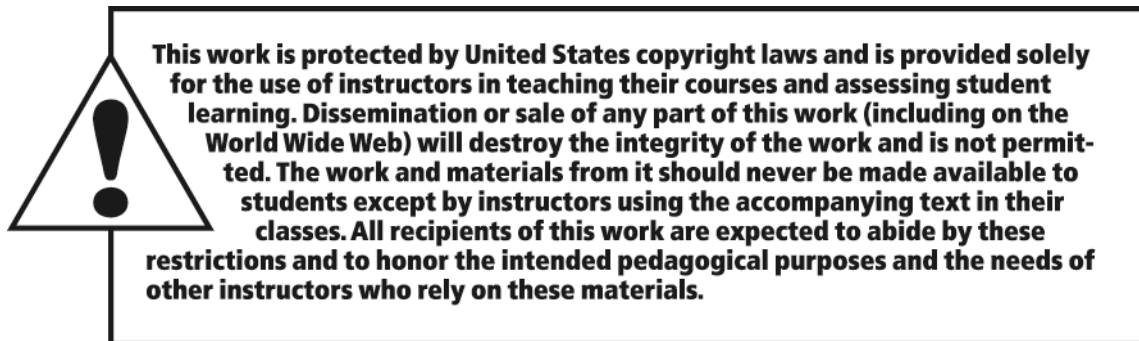 This work is protected by United States copyright laws and is provided solely
for the use of instructors in teaching their courses and assessing student
learning. Dissemination or sale of any part of this work (including on the
World Wide Web) will destroy the integrity of the work and is not permit-
ted. The work and materials from it should never be made available to
students except by instructors using the accompanying text in their
classes. All recipients of this work are expected to abide by these
restrictions and to honor the intended pedagogical purposes and the needs of
other instructors who rely on these materials.